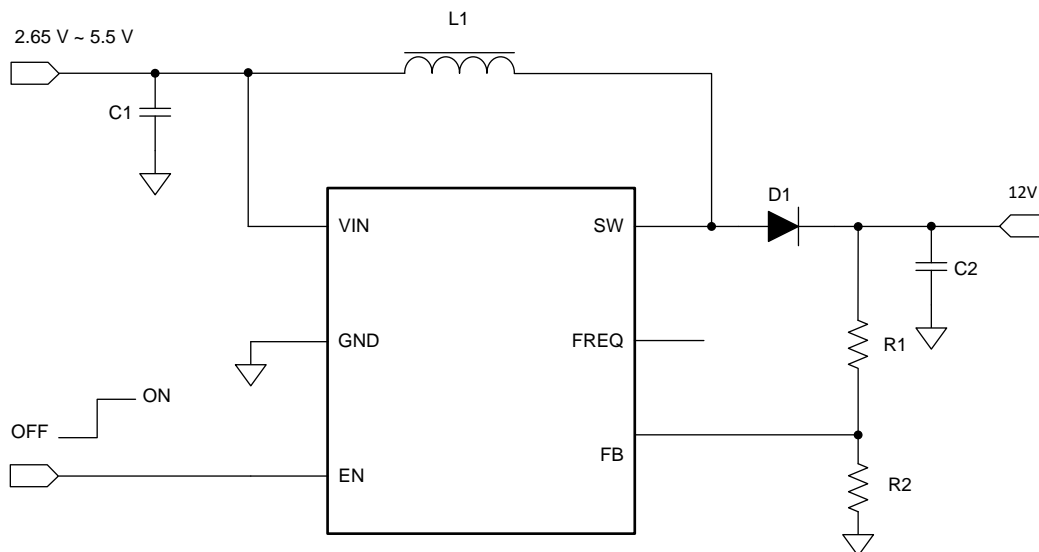 L1
2.65 V ~ 5.5 V
C1
D1
12V
VIN
SW
C2
GND
FREQ
R1
ON
OFF
FB
EN
R2